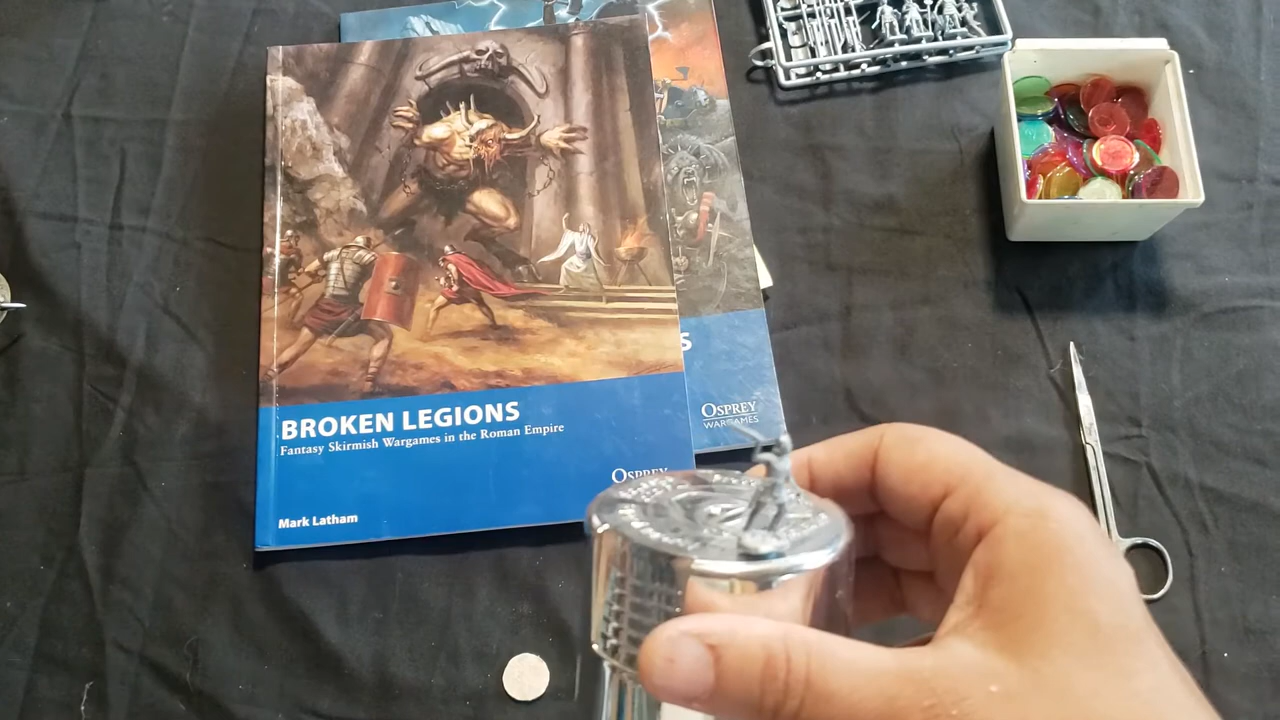 BROKEN LEGIONS
Fantasy Skirmish Wargames in the Roman Empire
OSPREY
Mark Latham
S
OSPREY
WARGAMES